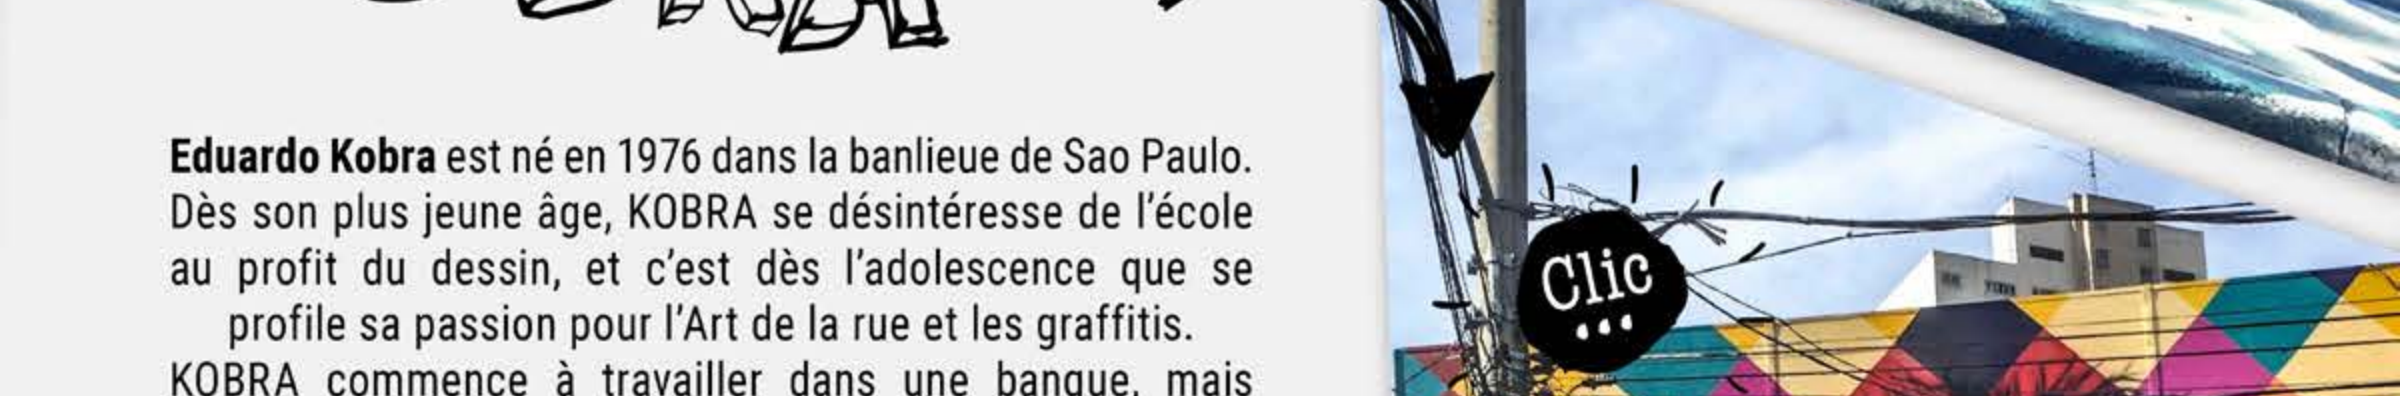 Eduardo Kobra est né en 1976 dans la banlieue de Sao Paulo.
Dès son plus jeune âge, KOBRA se désintéresse de l'école
au profit du dessin, et c'est dès l'adolescence que se
profile sa passion pour l'Art de la rue et les graffitis.
KOBRA commence à travailler dans une banque, mais
Clic
...